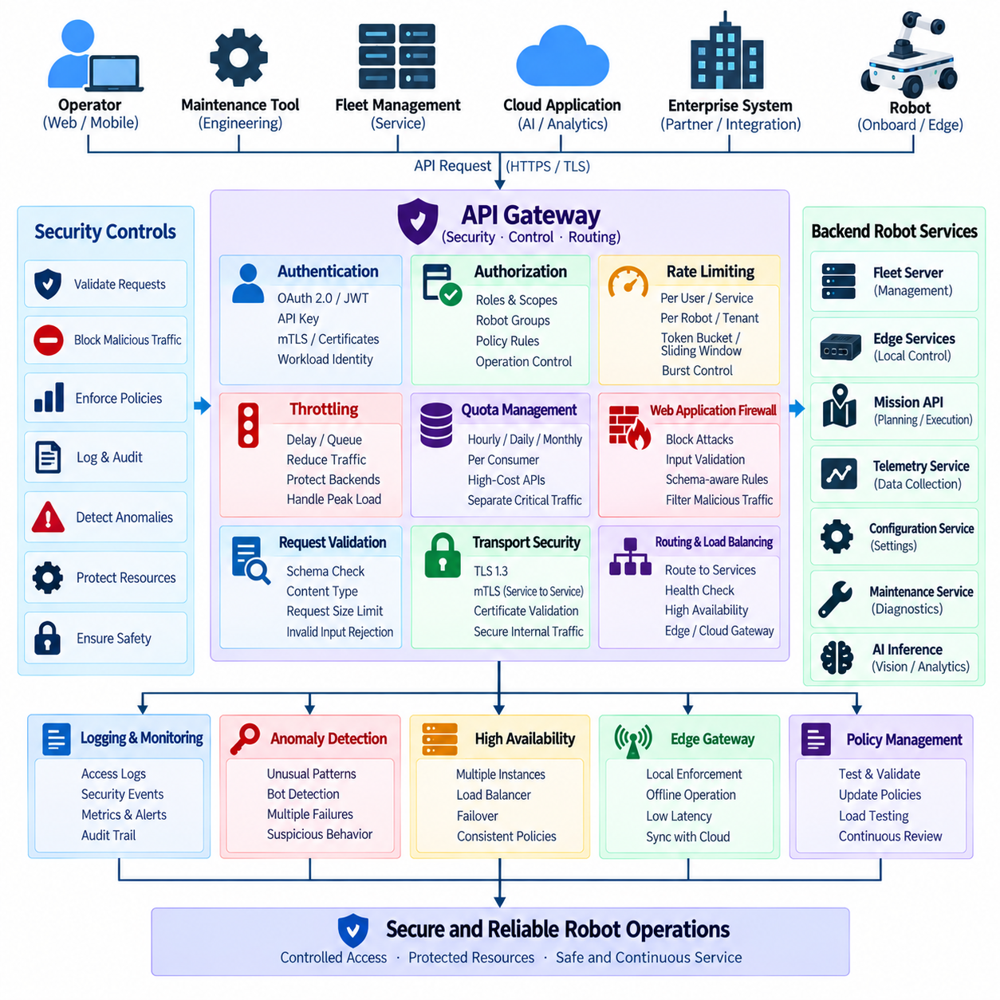 Operator
(Web / Mobile)
Maintenance Tool
(Engineering)
Fleet Management
(Service)
Cloud Application
(AI / Analytics)
Enterprise System
(Partner / Integration)
Robot
(Onboard / Edge)
API Request (HTTPS / TLS)
Security Controls
Validate Requests
Block Malicious Traffic
Enforce Policies
Log & Audit
Detect Anomalies
Protect Resources
Ensure Safety
API Gateway
(Security · Control · Routing)
Authentication
OAuth 2.0 / JWT
API Key
mTLS / Certificates
Workload Identity
Authorization
Roles & Scopes
Robot Groups
Policy Rules
Operation Control
Rate Limiting
Per User / Service
Per Robot / Tenant
Token Bucket /
Sliding Window
Burst Control
Throttling
Delay / Queue
Reduce Traffic
Protect Backends
Handle Peak Load
Quota Management
Hourly / Daily / Monthly
Per Consumer
High-Cost APIs
Separate Critical Traffic
Web Application Firewall
Block Attacks
Input Validation
Schema-aware Rules
Filter Malicious Traffic
Request Validation
Schema Check
Content Type
Request Size Limit
Invalid Input Rejection
Transport Security
TLS 1.3
mTLS (Service to Service)
Certificate Validation
Secure Internal Traffic
Routing & Load Balancing
Route to Services
Health Check
High Availability
Edge / Cloud Gateway
Backend Robot Services
Fleet Server
(Management)
Edge Services
(Local Control)
Mission API
(Planning / Execution)
Telemetry Service
(Data Collection)
Configuration Service
(Settings)
Maintenance Service
(Diagnostics)
AI Inference
(Vision / Analytics)
Logging & Monitoring
Access Logs
Security Events
Metrics & Alerts
Audit Trail
Anomaly Detection
Unusual Patterns
Bot Detection
Multiple Failures
Suspicious Behavior
High Availability
Multiple Instances
Load Balancer
Failover
Consistent Policies
Edge Gateway
Local Enforcement
Offline Operation
Low Latency
Sync with Cloud
Policy Management
Test & Validate
Update Policies
Load Testing
Continuous Review
Secure and Reliable Robot Operations
Controlled Access · Protected Resources · Safe and Continuous Service